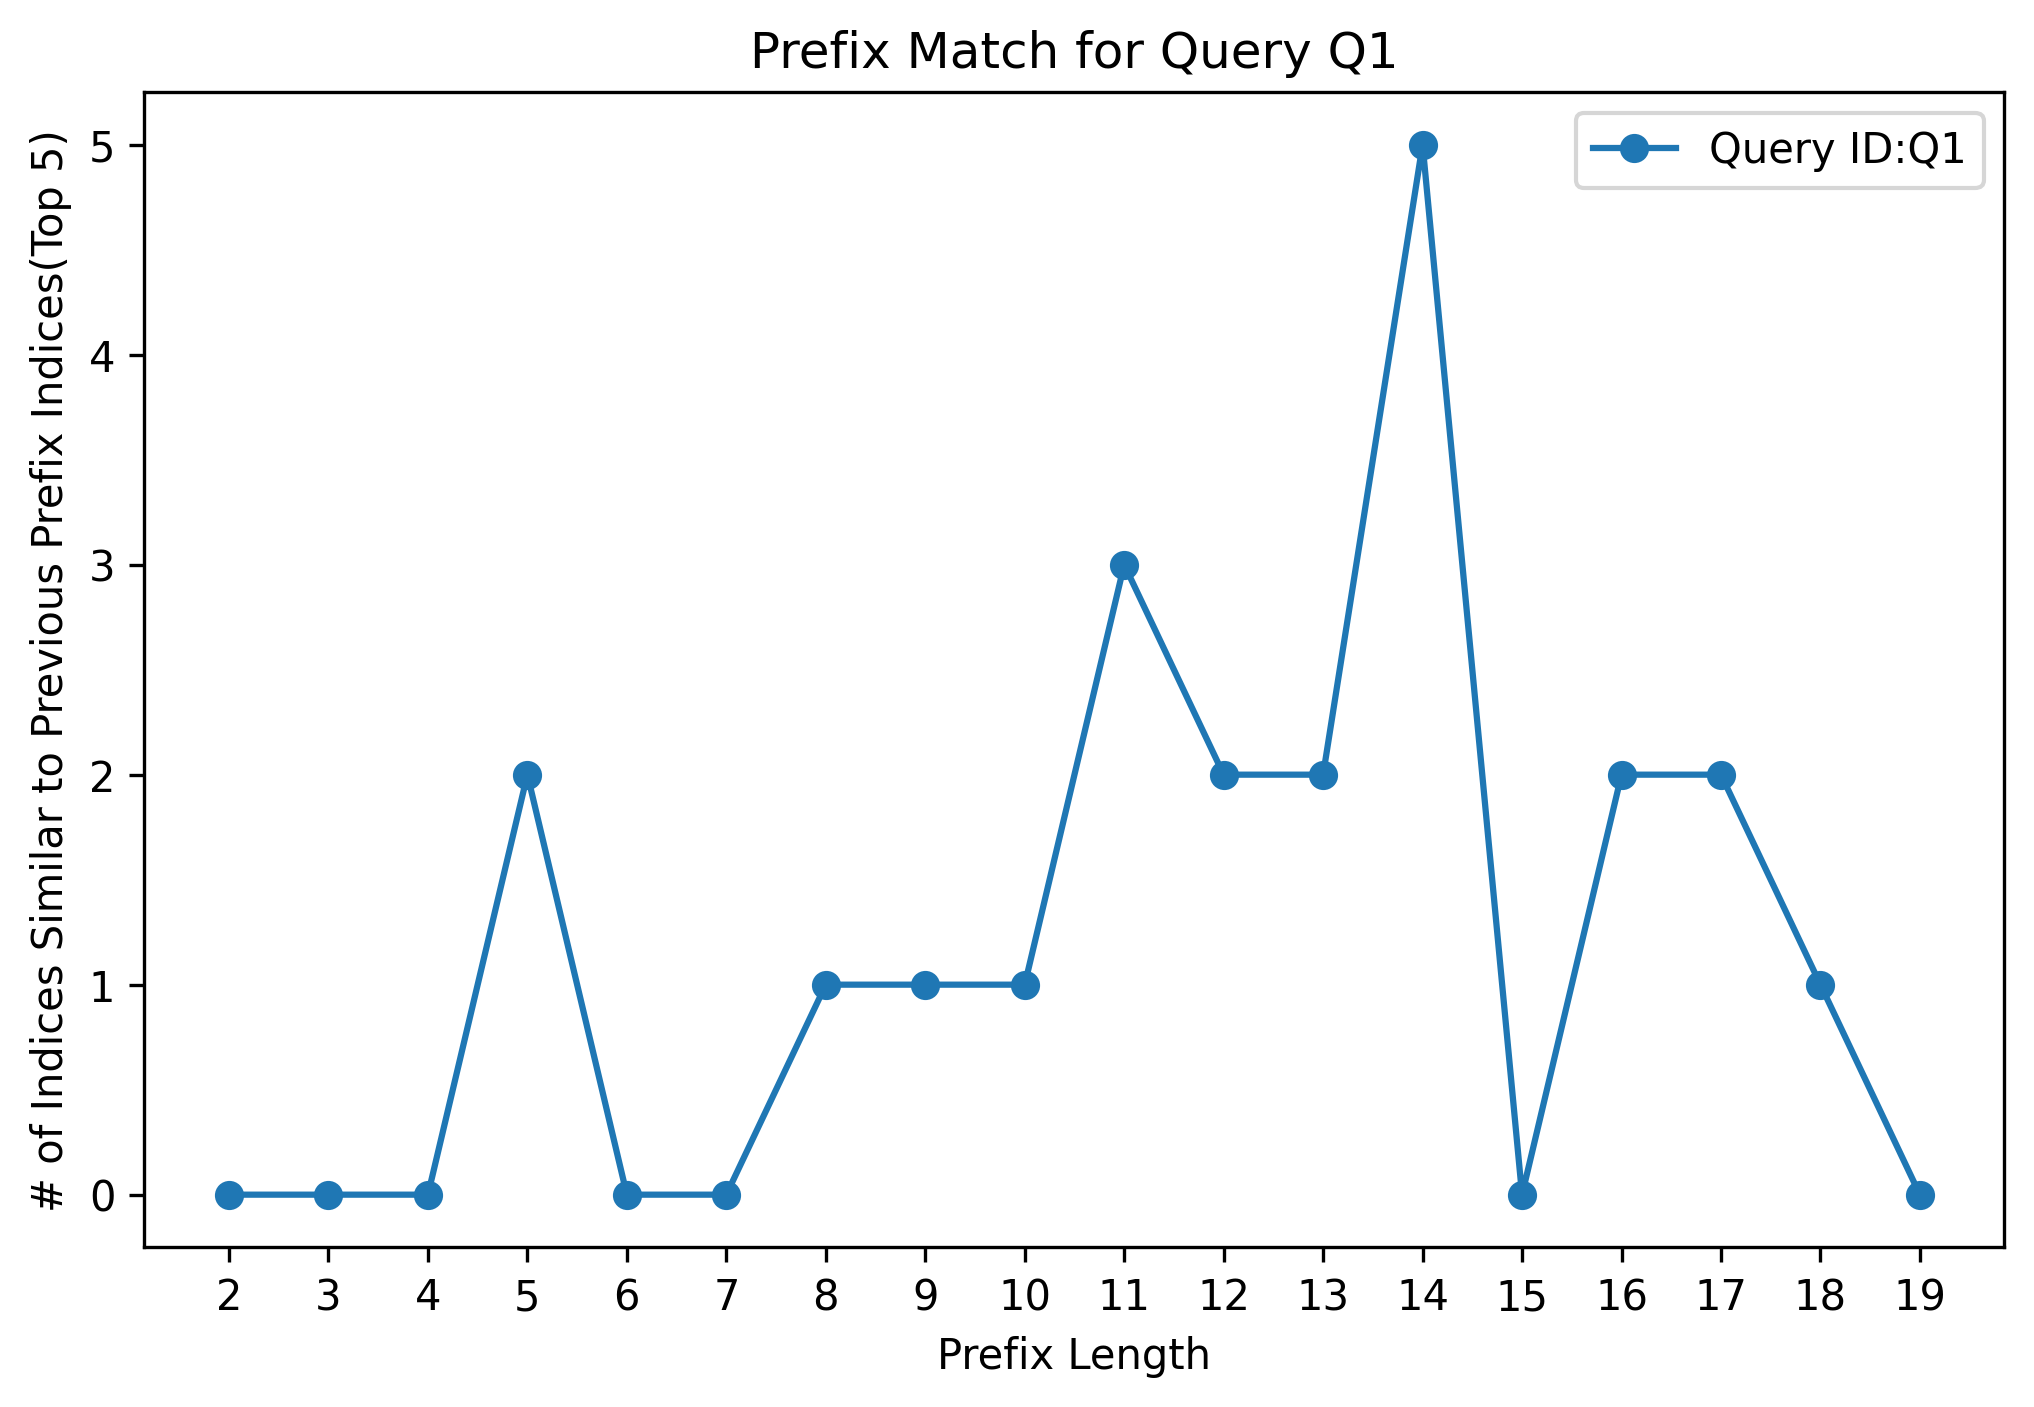 Prefix Match for Query Q1
# of Indices Similar to Previous Prefix Indices(Top 5)
5
4
3
2
1
0
Query ID:Q1
2 3 4 5 6 7 8 9 10 11 12 13 14 15 16 17 18 19
Prefix Length